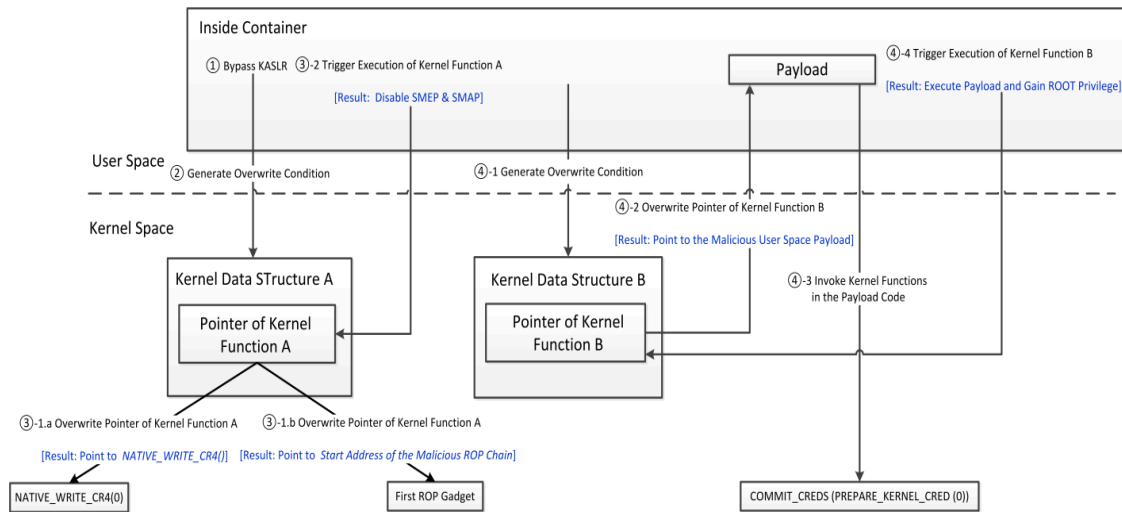 Inside Container
① Bypass KASLR
③-2 Trigger Execution of Kernel Function A
[Result: Disable SMEP & SMAP]
Payload
④-4 Trigger Execution of Kernel Function B
[Result: Execute Payload and Gain ROOT Privilege]
User Space
② Generate Overwrite Condition
④-1 Generate Overwrite Condition
Kernel Space
④-2 Overwrite Pointer of Kernel Function B
[Result: Point to the Malicious User Space Payload]
Kernel Data STructure A
Pointer of Kernel
Function A
Kernel Data Structure B
Pointer of Kernel
Function B
④-3 Invoke Kernel Functions
in the Payload Code
③-1.a Overwrite Pointer of Kernel Function A
[Result: Point to NATIVE_WRITE_CR4()]
③-1.b Overwrite Pointer of Kernel Function A
[Result: Point to Start Address of the Malicious ROP Chain]
NATIVE_WRITE_CR4(0)
First ROP Gadget
COMMIT_CREDS (PREPARE_KERNEL_CRED (0))